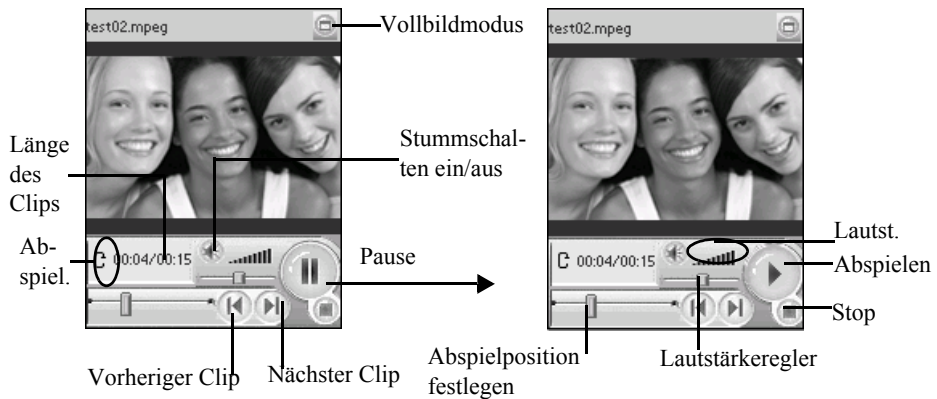 test02.mpeg
Vollbildmodus
test02.mpeg
Länge
des
Clips
Stummschal-
ten ein/aus
Ab-
spiel.
00:04/00:15
Pause
00:04/00:15
Lautst.
Abspielen
Stop
Vorheriger Clip
Nächster Clip
Abspielposition
festlegen
Lautstärkeregler